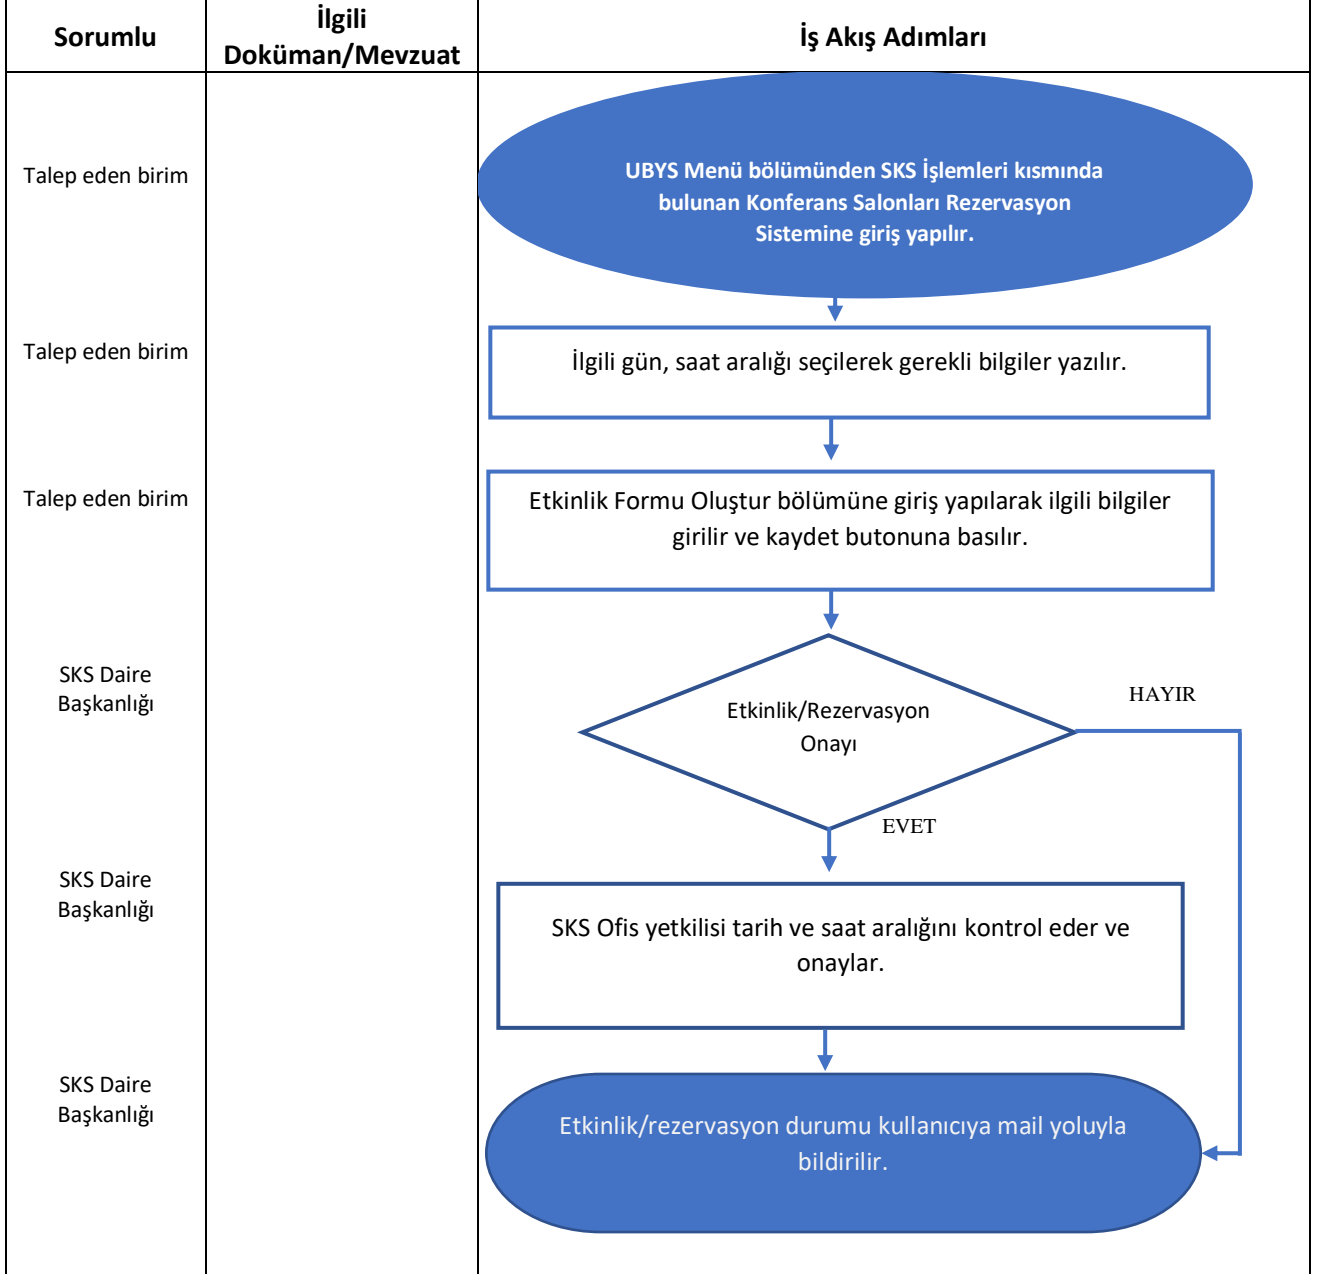 Sorumlu
İlgili
Doküman/Mevzuat
İş Akış Adımları
Talep eden birim
UBYS Menü bölümünden SKS İşlemleri kısmında
bulunan Konferans Salonları Rezervasyon
Sistemine giriş yapılır.
Talep eden birim
İlgili gün, saat aralığı seçilerek gerekli bilgiler yazılır.
Talep eden birim
Etkinlik Formu Oluştur bölümüne giriş yapılarak ilgili bilgiler
girilir ve kaydet butonuna basılır.
SKS Daire
Başkanlığı
Etkinlik/Rezervasyon
Onayı
HAYIR
EVET
SKS Daire
Başkanlığı
SKS Ofis yetkilisi tarih ve saat aralığını kontrol eder ve
onaylar.
SKS Daire
Başkanlığı
Etkinlik/rezervasyon durumu kullanıcıya mail yoluyla
bildirilir.